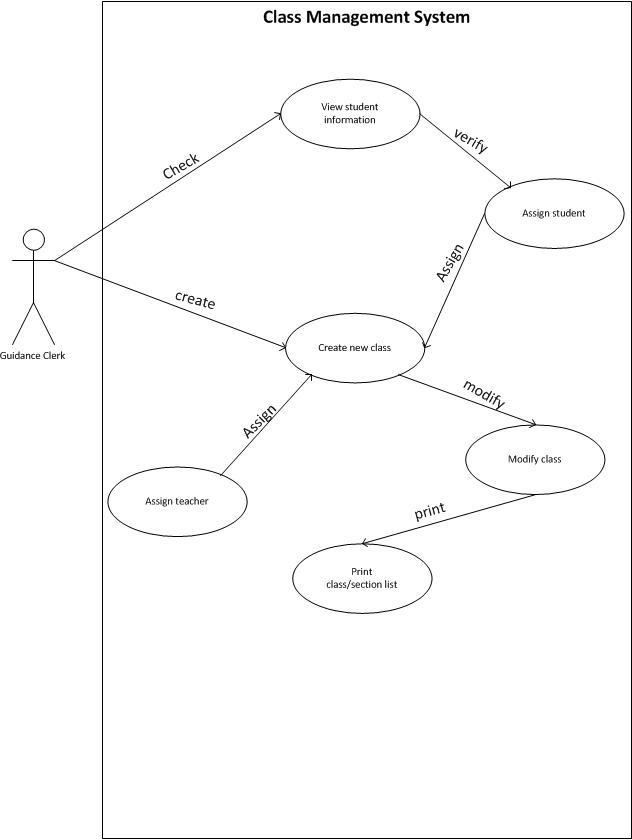 Class Management System
View student
information
verify
Check
Assign student
Assign
create
Guidance Clerk
Create new class
modify
Assign
Modify class
Assign teacher
print
Print
class/section list